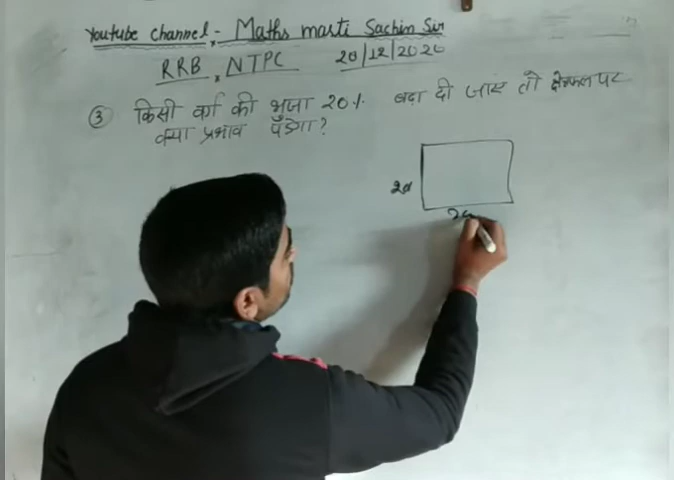 Youtube channel - Maths masti Sachin Sir
RRB, NTPC 20/12/2020
③ किसी वर्ग की भुजा 20% बढ़ा दी जाए तो क्षेत्रफल पर
क्या प्रभाव पड़ेगा?
20